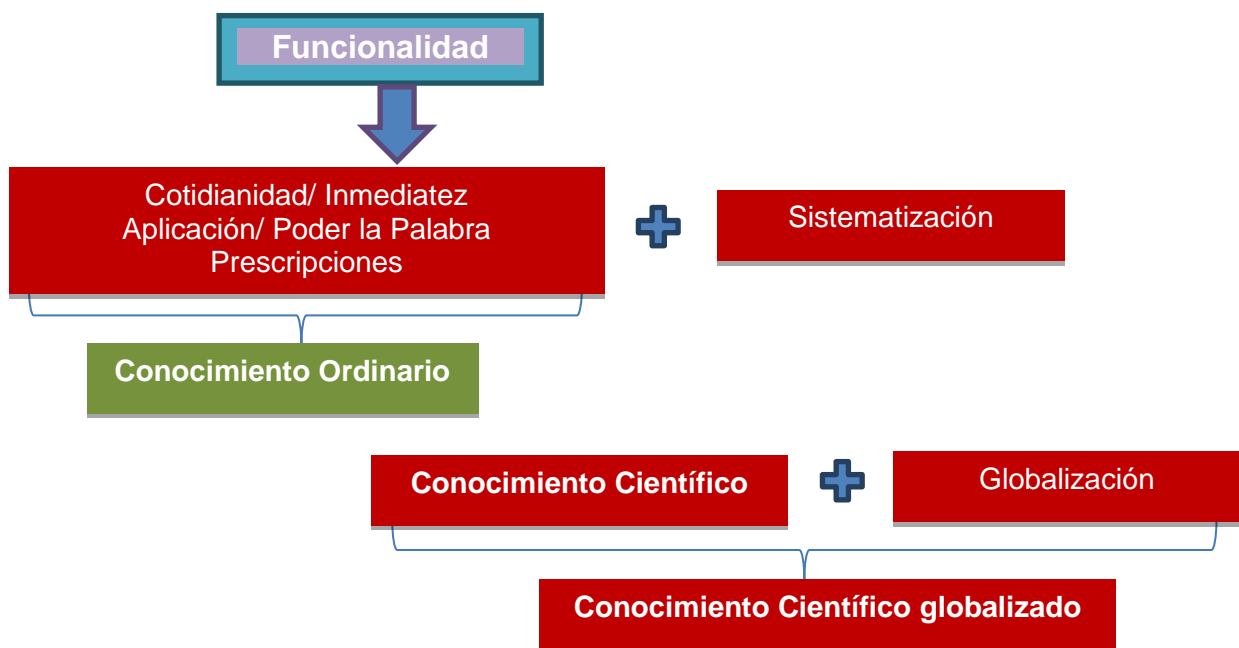 Funcionalidad
Cotidianidad/ Inmediatez
Aplicación/ Poder la Palabra
Prescripciones
Sistematización
Conocimiento Ordinario
Conocimiento Científico
Globalización
Conocimiento Científico globalizado